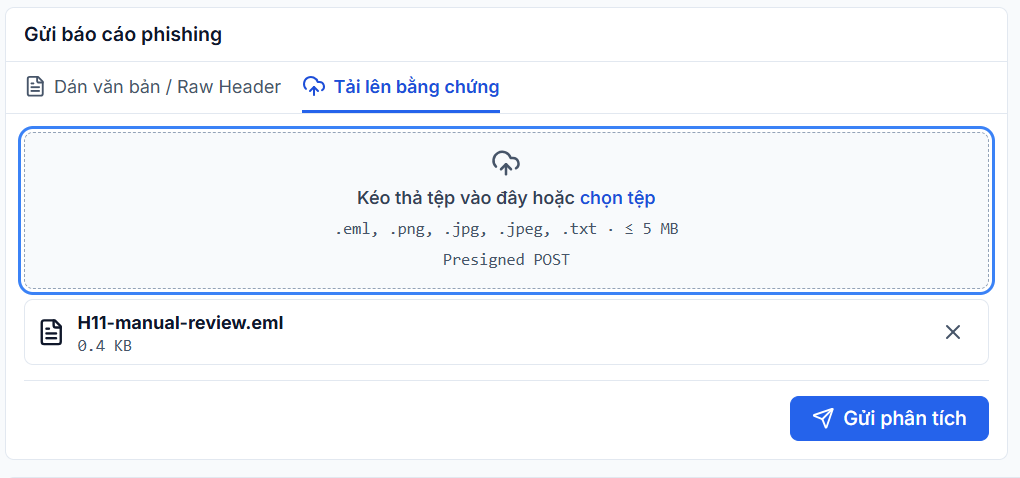 Gửi báo cáo phishing
Dán văn bản / Raw Header
Tải lên bằng chứng
Kéo thả tệp vào đây hoặc chọn tệp
.eml, .png, .jpg, .jpeg, .txt · ≤ 5 MB
Presigned POST
H11-manual-review.eml
0.4 KB
Gửi phân tích